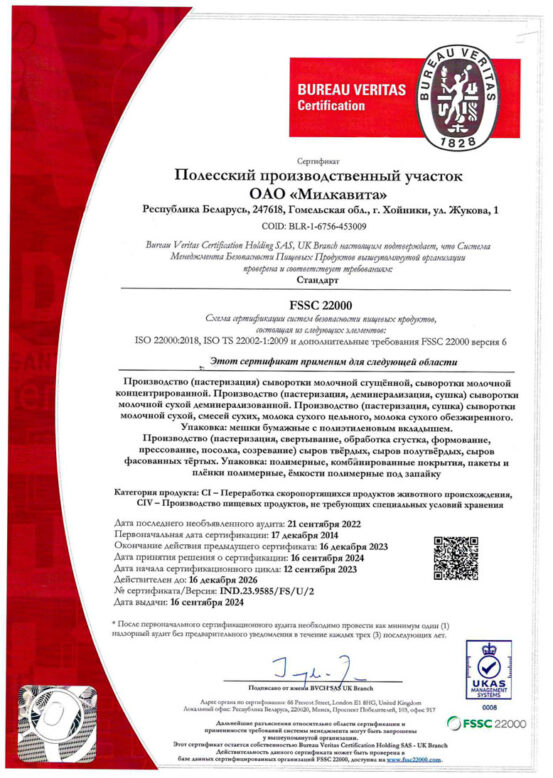 BUREAU VERITAS
Certification
BUREAU VERITAS
1828
Сертификат
Полесский производственный участок
ОАО «Милкавита»
Республика Беларусь, 247618, Гомельская обл., г. Хойники, ул. Жукова, 1
COID: BLR-1-6756-453009
Bureau Veritas Certification Holding SAS, UK Branch настоящим подтверждает, что Система
Менеджмента Безопасности Пищевых Продуктов вышеупомянутой организации
проверена и соответствует требованиям:
Стандарт
FSSC 22000
Схема сертификации систем безопасности пищевых продуктов,
состоящая из следующих элементов:
ISO 22000:2018, ISO TS 22002-1:2009 и дополнительные требования FSSC 22000 версия 6
Этот сертификат применим для следующей области
Производство (пастеризация) сыворотки молочной сгущённой, сыворотки молочной
концентрированной. Производство (пастеризация, деминерализация, сушка) сыворотки
молочной сухой деминерализованной. Производство (пастеризация, сушка) сыворотки
молочной сухой, смесей сухих, молока сухого цельного, молока сухого обезжиренного.
Упаковка: мешки бумажные с полиэтиленовым вкладышем.
Производство (пастеризация, свертывание, обработка сгустка, формование,
прессование, посолка, созревание) сыров твёрдых, сыров полутвёрдых, сыров
фасованных тёртых. Упаковка: полимерные, комбинированные покрытия, пакеты и
плёнки полимерные, ёмкости полимерные под запайку
Категория продукта: CI – Переработка скоропортящихся продуктов животного происхождения,
CIV – Производство пищевых продуктов, не требующих специальных условий хранения
Дата последнего необъявленного аудита: 21 сентября 2022
Первоначальная дата сертификации: 17 декабря 2014
Окончание действия предыдущего сертификата: 16 декабря 2023
Дата принятия решения о сертификации: 16 сентября 2024
Дата начала сертификационного цикла: 12 сентября 2023
Действителен до: 16 декабря 2026
№ сертификата/Версия: IND.23.9585/FS/U/2
Дата выдачи: 16 сентября 2024
* После первоначального сертификационного аудита необходимо провести как минимум один (1)
надзорный аудит без предварительного уведомления в течение каждых трех (3) последующих лет.
Подписано от имени BVCH SAS UK Branch
Адрес органа по сертификации: 66 Prescot Street, London E1 8HG, United Kingdom
Локальный офис: Республика Беларусь, 220020, Минск, Проспект Победителей, 103, офис 917
Дальнейшие разъяснения относительно области сертификации и
применимости требований системы менеджмента могут быть запрошены
у вышеупомянутой организации.
Этот сертификат остается собственностью Bureau Veritas Certification Holding SAS - UK Branch
Действительность данного сертификата может быть проверена в
базе данных сертифицированных организаций FSSC 22000, доступна на www.fssc22000.com.
UKAS
MANAGEMENT
SYSTEMS
0008
FSSC 22000